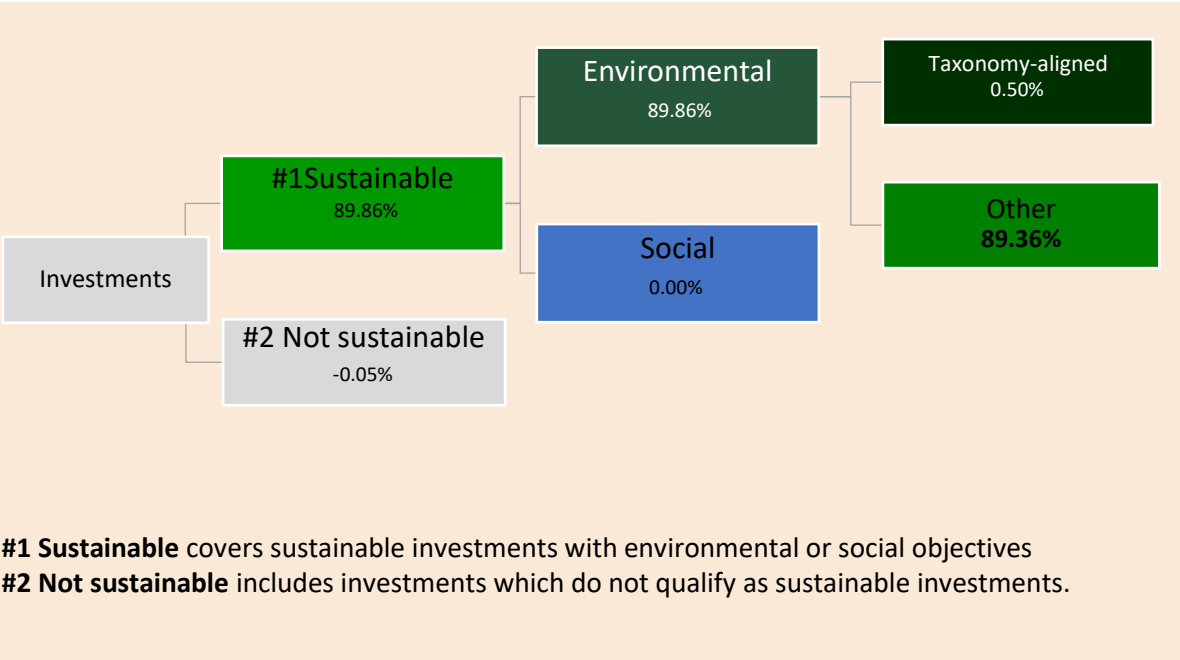 Investments
#1Sustainable
89.86%
#2 Not sustainable
-0.05%
Environmental
89.86%
Social
0.00%
Taxonomy-aligned
0.50%
Other
89.36%
#1 Sustainable covers sustainable investments with environmental or social objectives
#2 Not sustainable includes investments which do not qualify as sustainable investments.